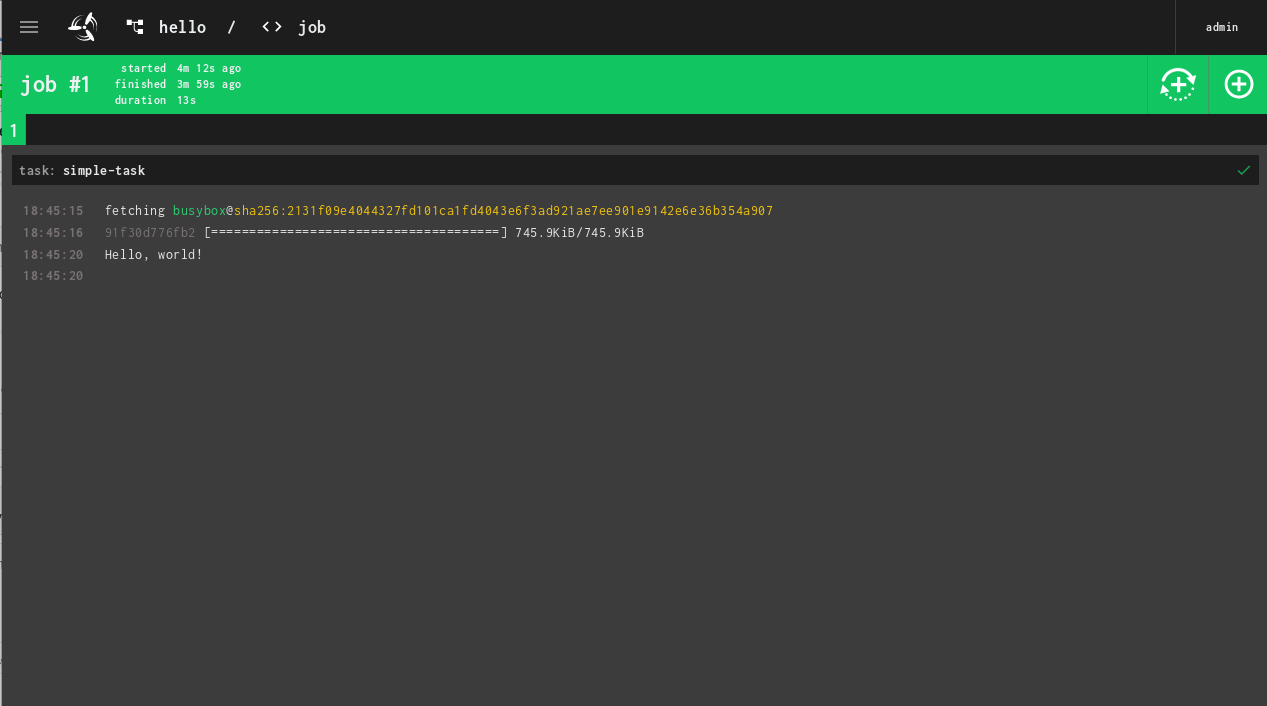 hello / job
admin
job #1
started 4m 12s ago
finished 3m 59s ago
duration 13s
1
task: simple-task
18:45:15 fetching busybox@sha256:2131f09e4044327fd101ca1fd4043e6f3ad921ae7ee901e9142e6e36b354a907
18:45:16 91f30d776fb2 [======================================] 745.9KiB/745.9KiB
18:45:20 Hello, world!
18:45:20